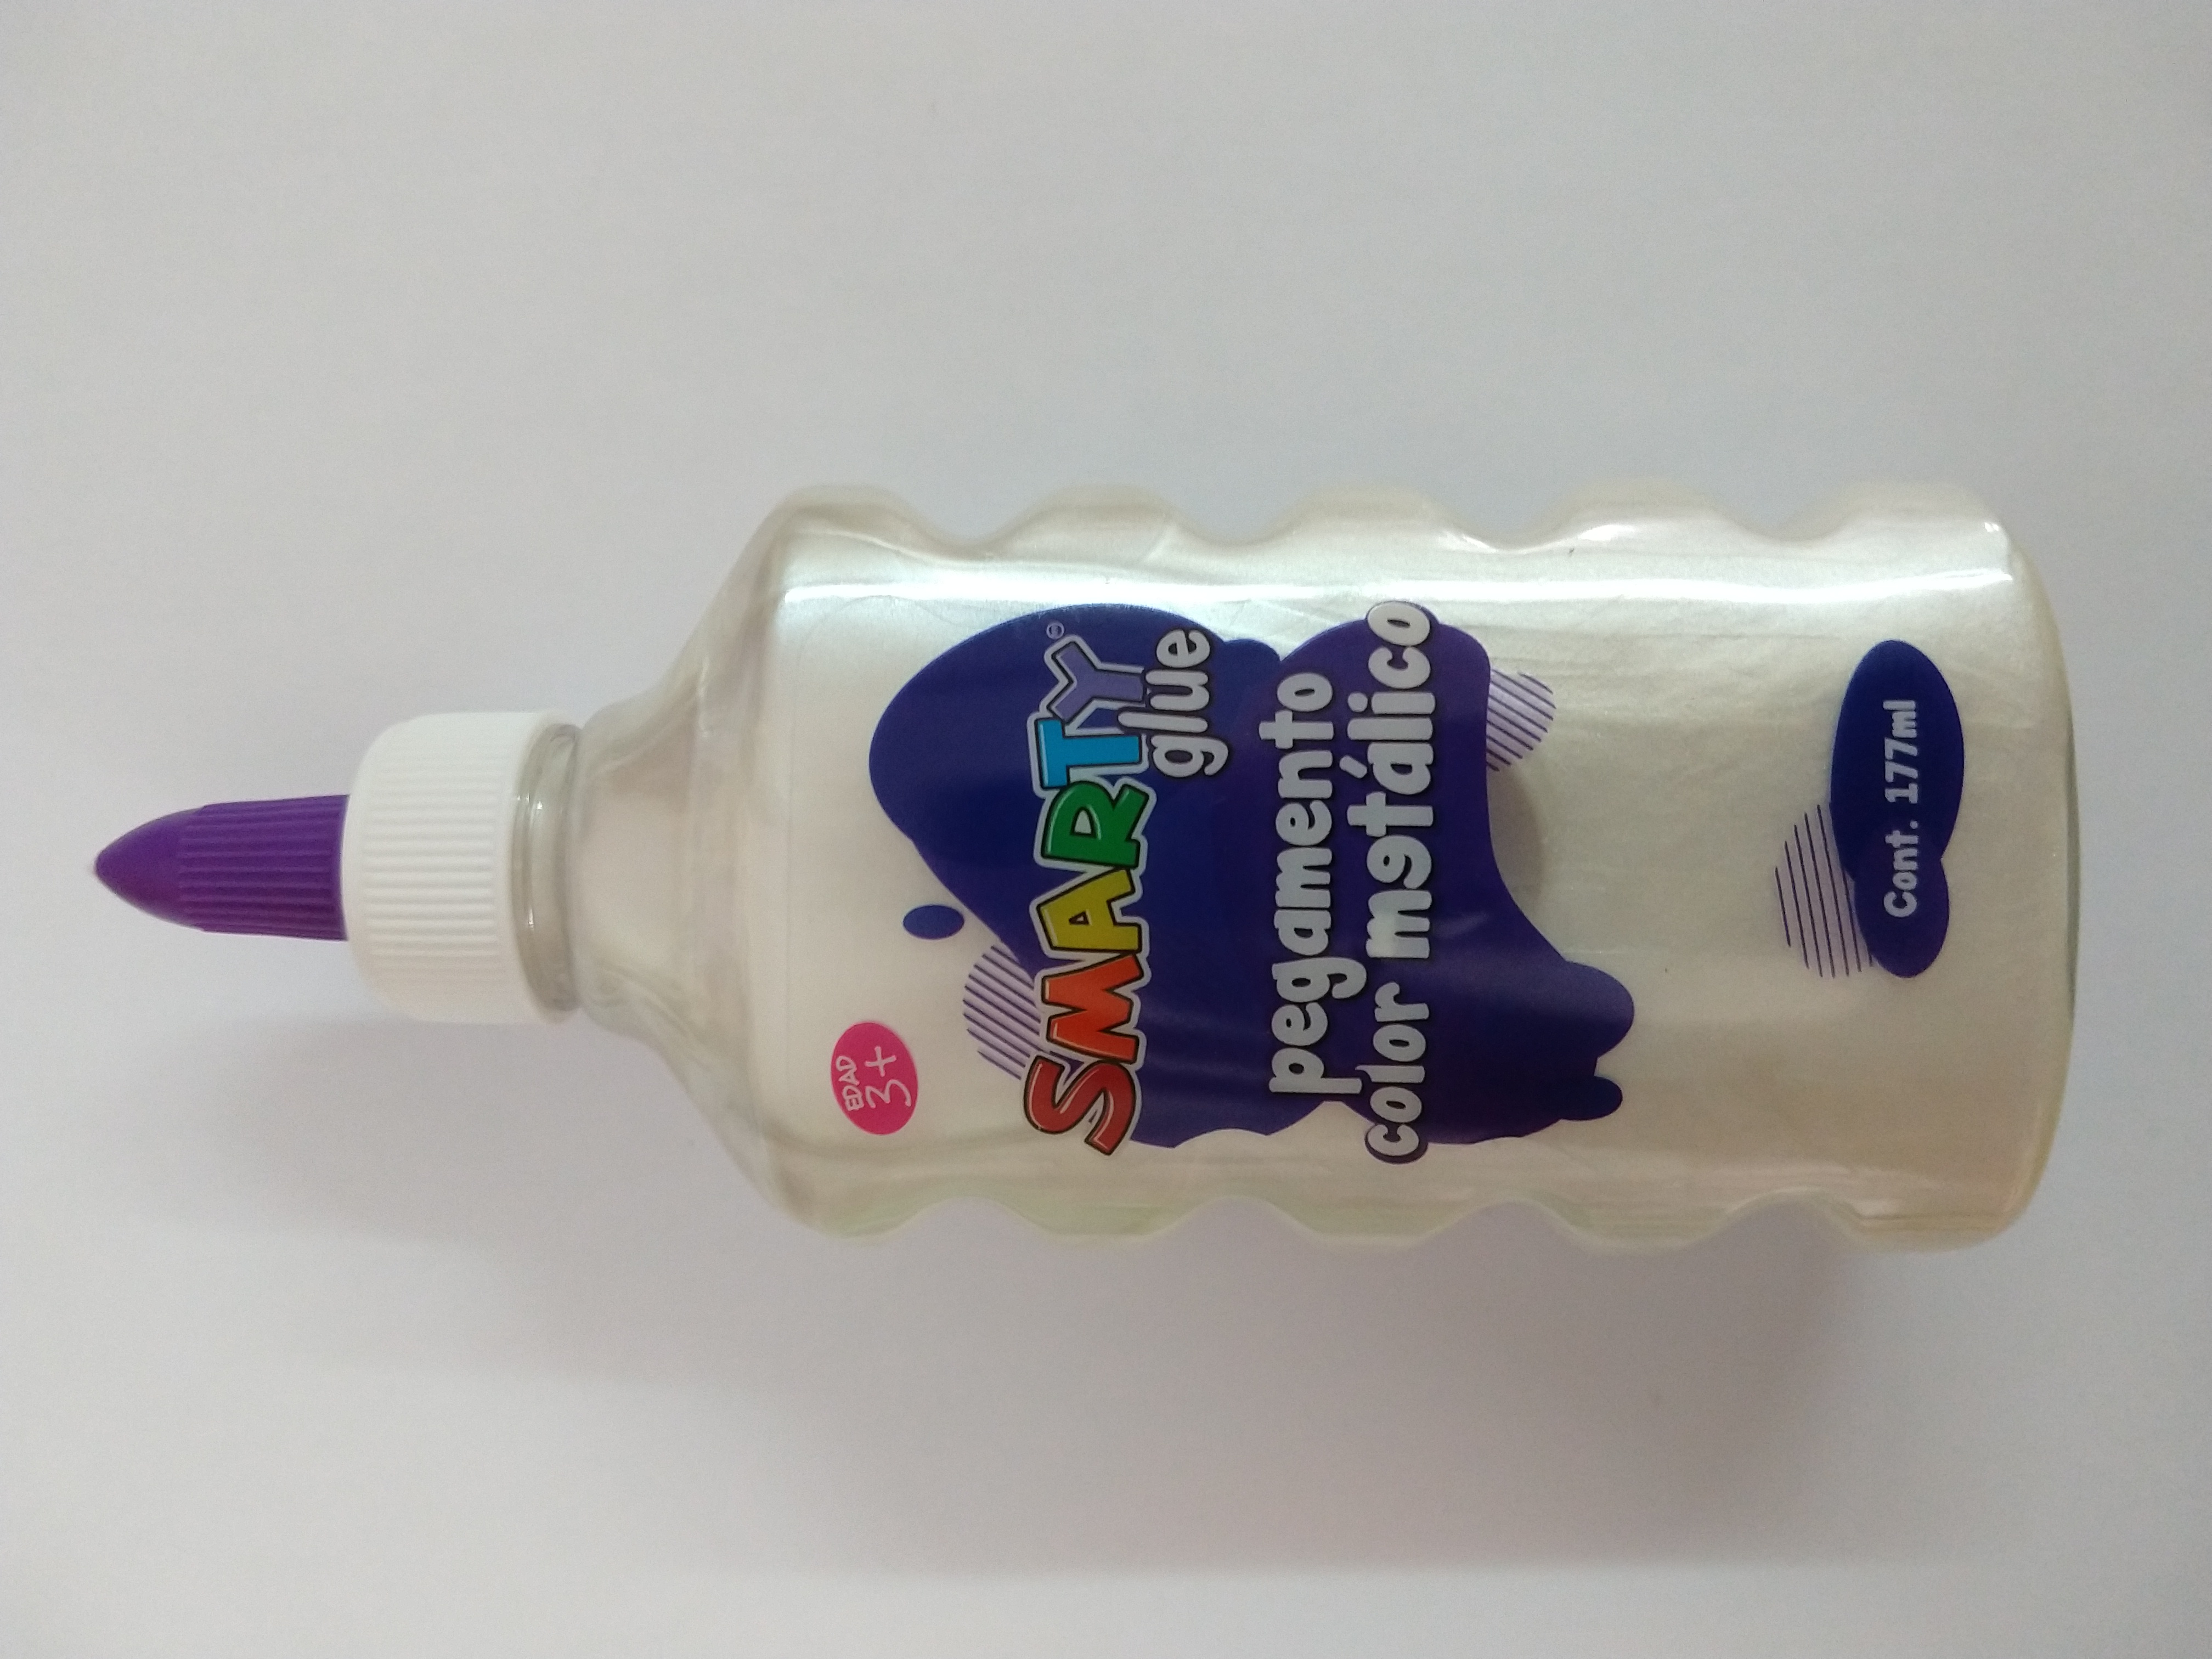 EDAD
3+
SMARTY®
glue
pegamento
color metálico
Cont. 177ml